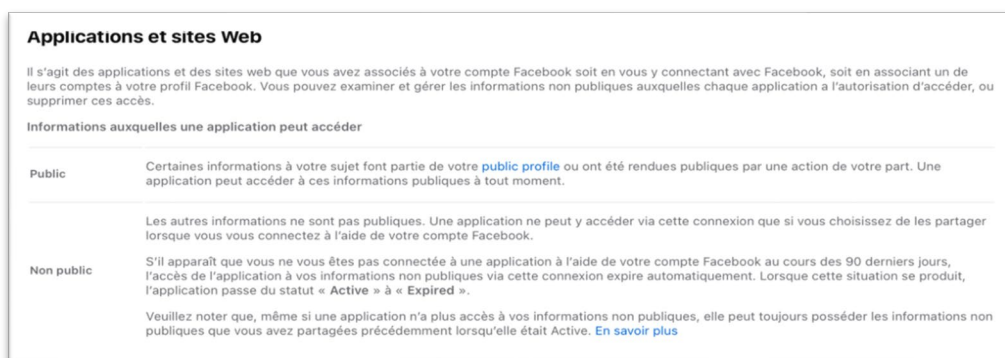 Applications et sites Web
Il s'agit des applications et des sites web que vous avez associés à votre compte Facebook soit en vous y connectant avec Facebook, soit en associant un de
leurs comptes à votre profil Facebook. Vous pouvez examiner et gérer les informations non publiques auxquelles chaque application a l'autorisation d'accéder, ou
supprimer ces accès.
Informations auxquelles une application peut accéder
Public
Certaines informations à votre sujet font partie de votre public profile ou ont été rendues publiques par une action de votre part. Une
application peut accéder à ces informations publiques à tout moment.
Non public
Les autres informations ne sont pas publiques. Une application ne peut y accéder via cette connexion que si vous choisissez de les partager
lorsque vous vous connectez à l'aide de votre compte Facebook.
S'il apparaît que vous ne vous êtes pas connectée à une application à l'aide de votre compte Facebook au cours des 90 derniers jours,
l'accès de l'application à vos informations non publiques via cette connexion expire automatiquement. Lorsque cette situation se produit,
l'application passe du statut « Active » à « Expired ».
Veuillez noter que, même si une application n'a plus accès à vos informations non publiques, elle peut toujours posséder les informations non
publiques que vous avez partagées précédemment lorsqu'elle était Active. En savoir plus